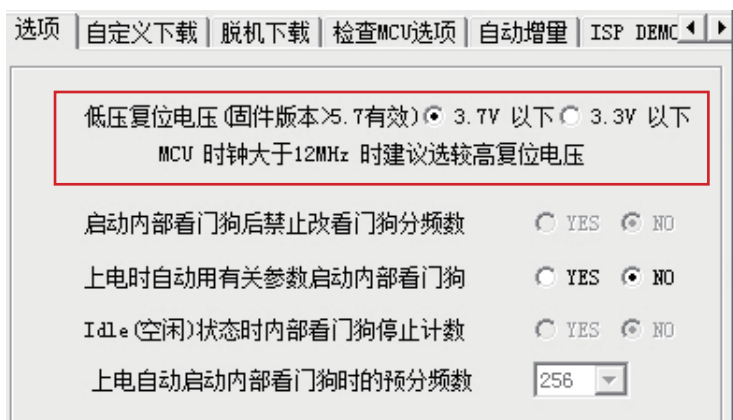 选项 自定义下载 脱机下载 检查MCU选项 自动增量 ISP DEMO
低压复位电压(固件版本>5.7有效) 3.7V 以下 3.3V 以下
MCU 时钟大于12MHz 时建议选较高复位电压
启动内部看门狗后禁止改看门狗分频数 YES NO
上电时自动用有关参数启动内部看门狗 YES NO
Idle(空闲)状态时内部看门狗停止计数 YES NO
上电自动启动内部看门狗时的预分频数 256